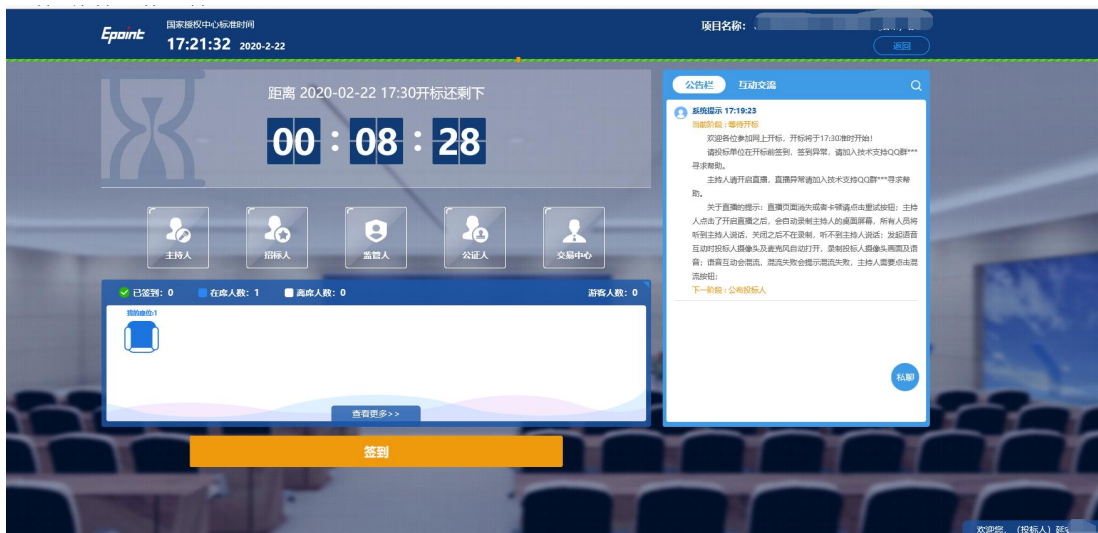 Epoint
国家授权中心标准时间
17:21:32 2020-2-22
项目名称：
返回
距离 2020-02-22 17:30开标还剩下
00 : 08 : 28
主持人
招标人
监管人
公证人
交易中心
已签到：0 在席人数：1 离席人数：0 游客人数：0
我的座位:1
查看更多>>
签到
公告栏 互动交流
系统提示 17:19:23
当前阶段：等待开标
欢迎各位参加网上开标，开标将于17:30准时开始！
请投标单位在开标前签到，签到异常，请加入技术支持QQ群***
寻求帮助。
主持人请开启直播，直播异常请加入技术支持QQ群***寻求帮
助。
关于直播的提示：直播页面消失或者卡顿请点击重试按钮；主持
人点击了开启直播之后，会自动录制主持人的桌面屏幕，所有人员将
听到主持人说话，关闭之后不在录制，听不到主持人说话；发起语音
互动时投标人摄像头及麦克风自动打开，录制投标人摄像头画面及语
音；语音互动会混流，混流失败会提示混流失败，主持人需要点击混
流按钮；
下一阶段：公布投标人
私聊
欢迎您，（投标人）